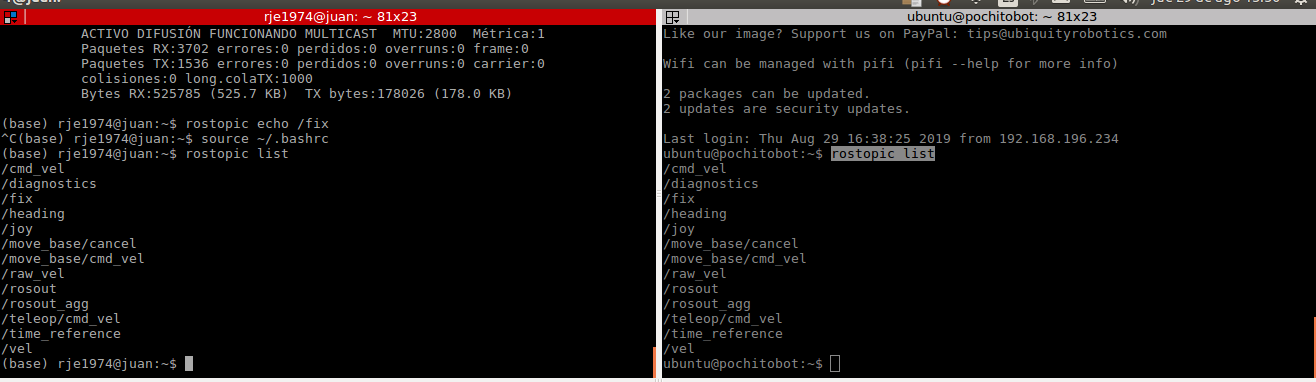 rje1974@juan: ~ 81x23
ACTIVO DIFUSIÓN FUNCIONANDO MULTICAST  MTU:2800  Métrica:1
Paquetes RX:3702 errores:0 perdidos:0 overruns:0 frame:0
Paquetes TX:1536 errores:0 perdidos:0 overruns:0 carrier:0
colisiones:0 long.colaTX:1000
Bytes RX:525785 (525.7 KB)  TX bytes:178026 (178.0 KB)
(base) rje1974@juan:~$ rostopic echo /fix
^C(base) rje1974@juan:~$ source ~/.bashrc
(base) rje1974@juan:~$ rostopic list
/cmd_vel
/diagnostics
/fix
/heading
/joy
/move_base/cancel
/move_base/cmd_vel
/raw_vel
/rosout
/rosout_agg
/teleop/cmd_vel
/time_reference
/vel
(base) rje1974@juan:~$
ubuntu@pochitobot: ~ 81x23
Like our image? Support us on PayPal: tips@ubiquityrobotics.com
Wifi can be managed with pifi (pifi --help for more info)
2 packages can be updated.
2 updates are security updates.
Last login: Thu Aug 29 16:38:25 2019 from 192.168.196.234
ubuntu@pochitobot:~$ rostopic list
/cmd_vel
/diagnostics
/fix
/heading
/joy
/move_base/cancel
/move_base/cmd_vel
/raw_vel
/rosout
/rosout_agg
/teleop/cmd_vel
/time_reference
/vel
ubuntu@pochitobot:~$